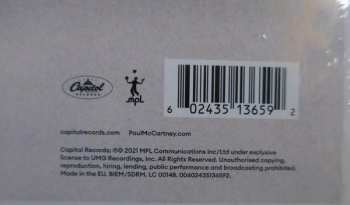 Capitol
RECORDS
mpl
6 02435 13659 2
capitolrecords.com PaulMcCartney.com
Capitol Records; ℗© 2021 MPL Communications Inc/Ltd under exclusive
license to UMG Recordings, Inc. All Rights Reserved. Unauthorised copying,
reproduction, hiring, lending, public performance and broadcasting prohibited.
Made in the EU. BIEM/SDRM. LC 00148. 00602435136592.